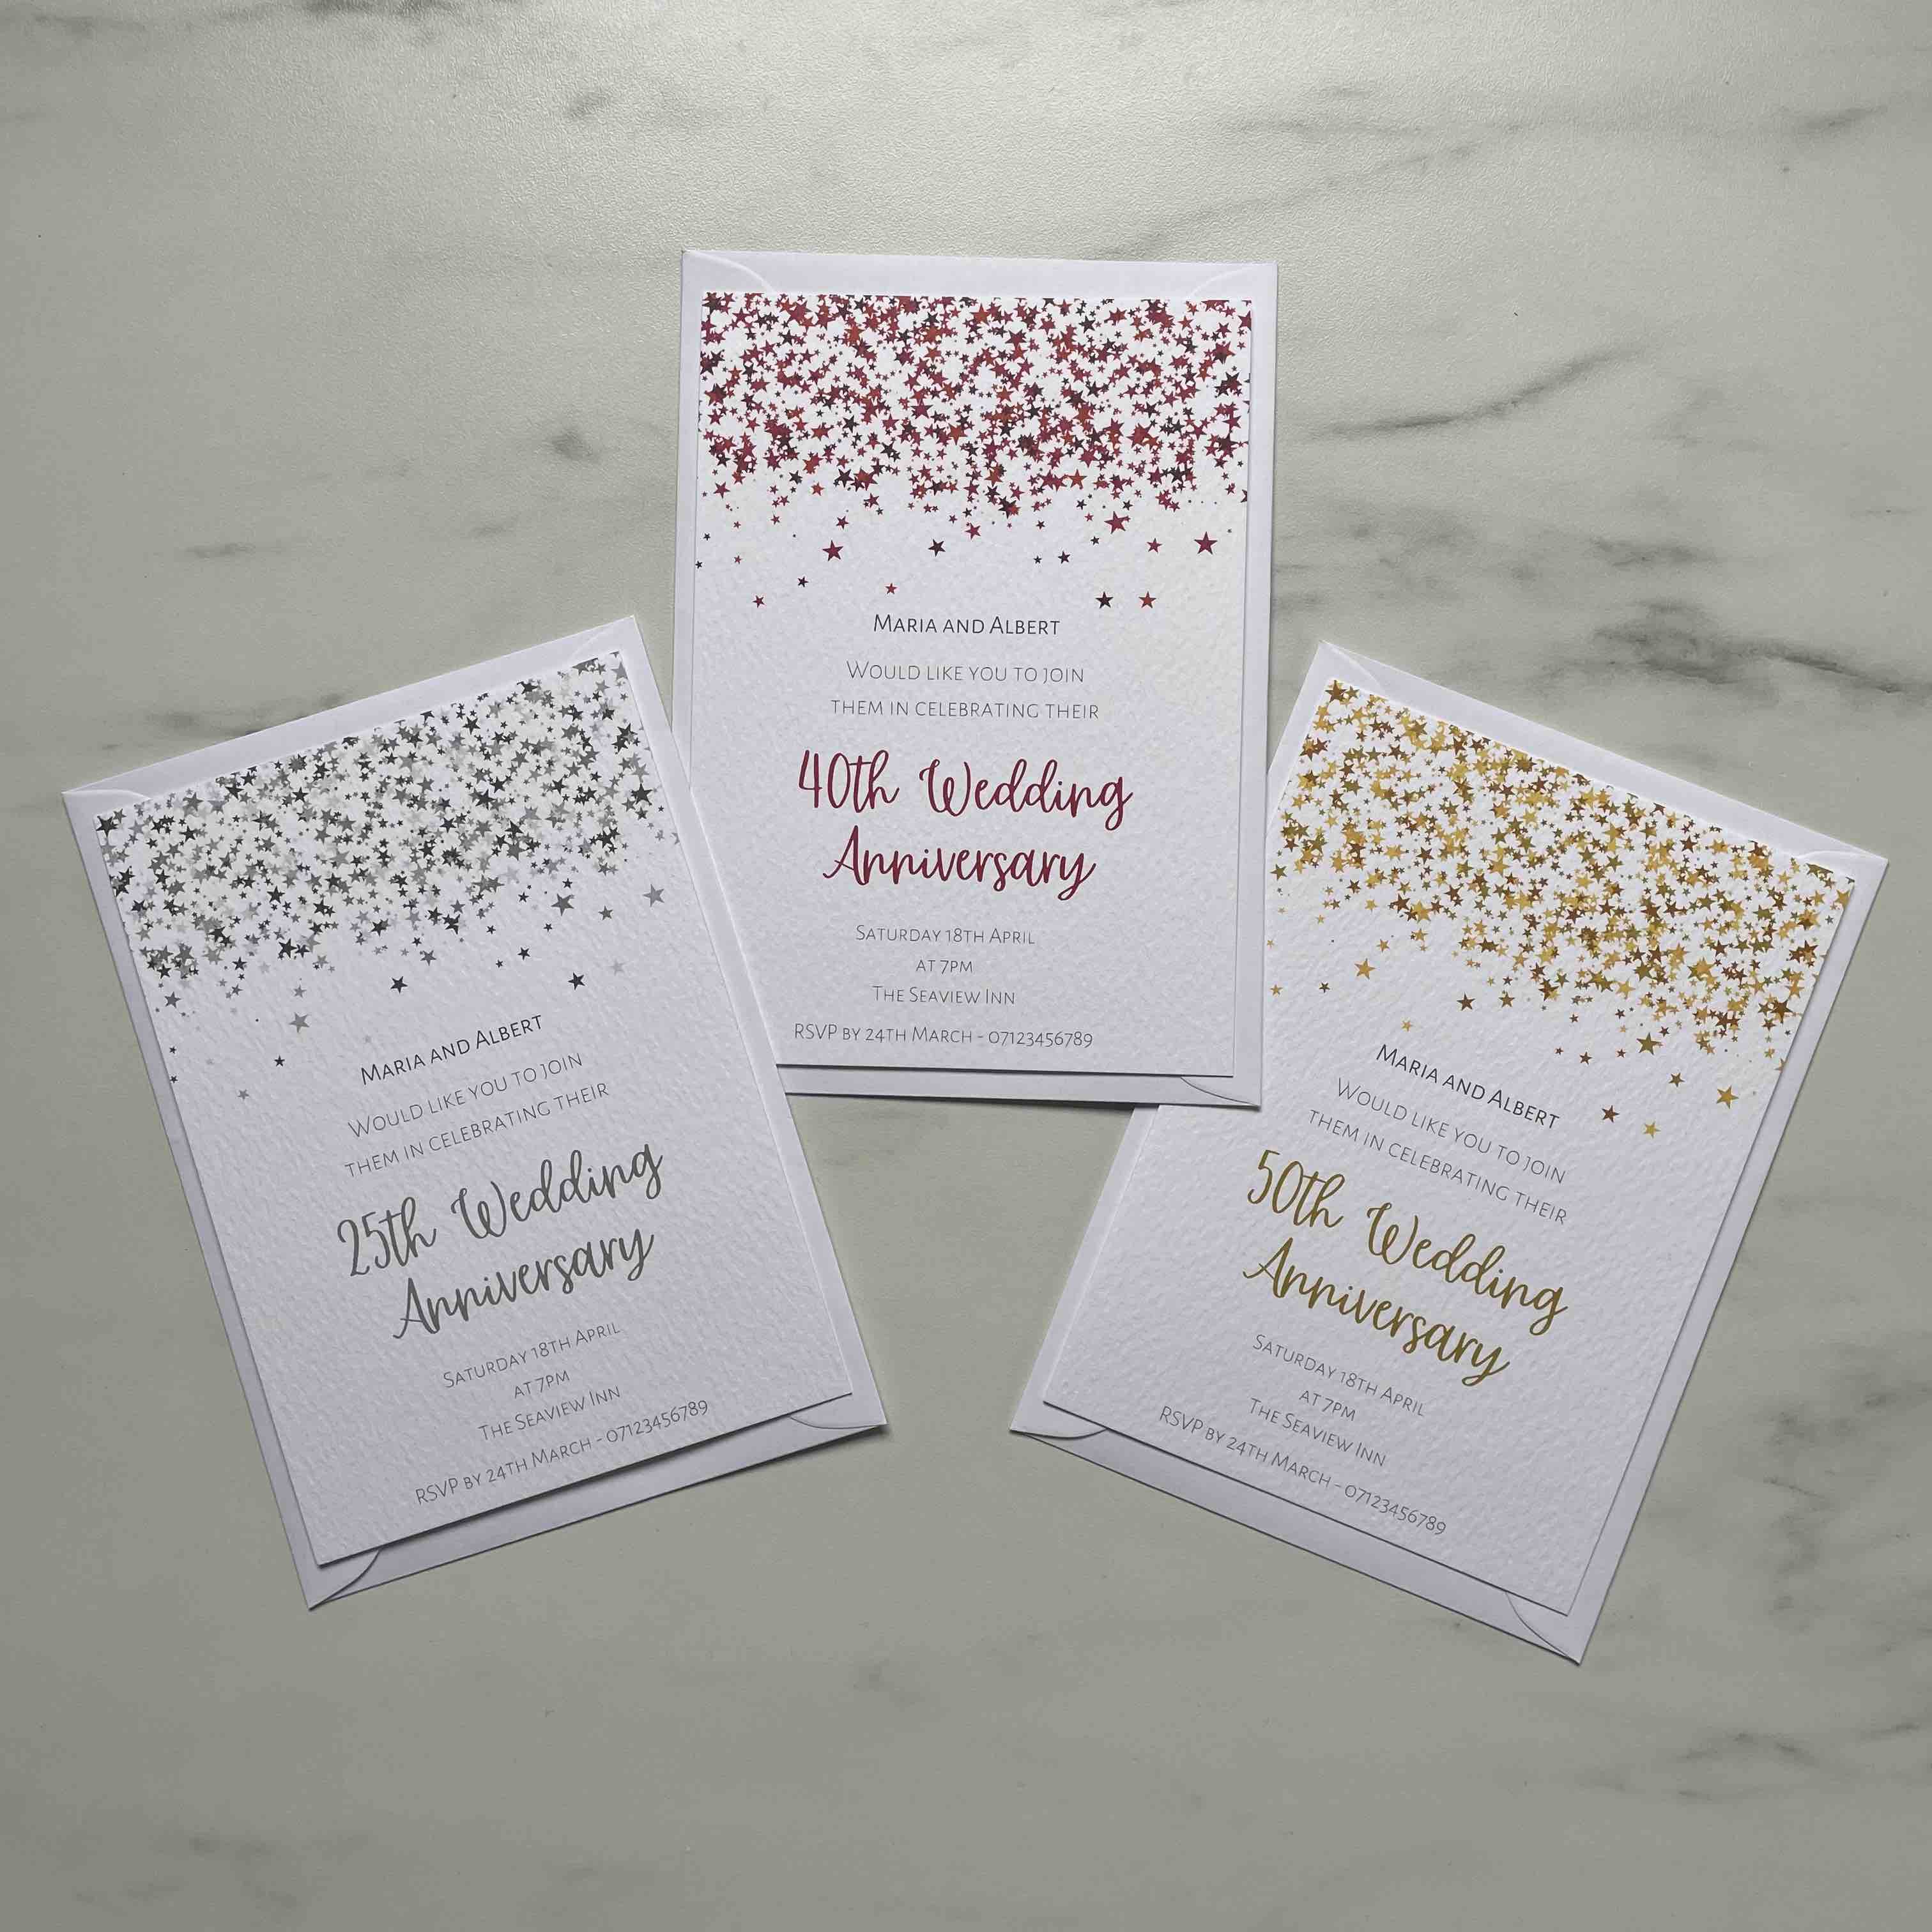 MARIA AND ALBERT
WOULD LIKE YOU TO JOIN
THEM IN CELEBRATING THEIR
25th Wedding
Anniversary
SATURDAY 18TH APRIL
AT 7PM
THE SEAVIEW INN
RSVP BY 24TH MARCH - 07123456789
MARIA AND ALBERT
WOULD LIKE YOU TO JOIN
THEM IN CELEBRATING THEIR
40th Wedding
Anniversary
SATURDAY 18TH APRIL
AT 7PM
THE SEAVIEW INN
RSVP BY 24TH MARCH - 07123456789
MARIA AND ALBERT
WOULD LIKE YOU TO JOIN
THEM IN CELEBRATING THEIR
50th Wedding
Anniversary
SATURDAY 18TH APRIL
AT 7PM
THE SEAVIEW INN
RSVP BY 24TH MARCH - 07123456789